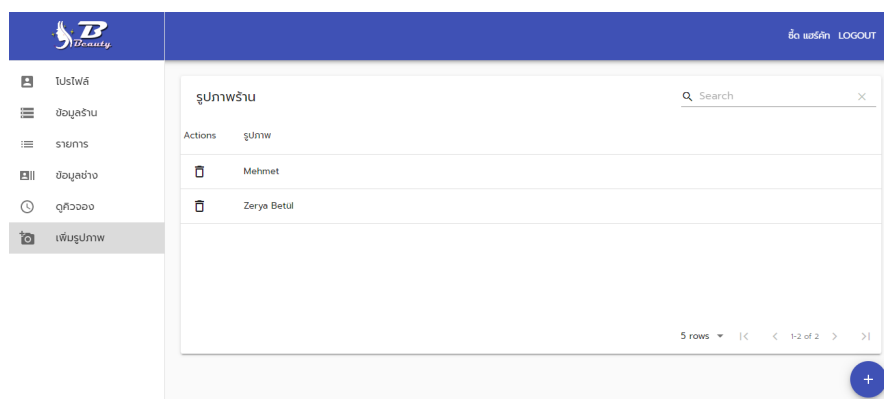 B
Beauty
ซี้ด แฮร์คัท LOGOUT
โปรไฟล์
ข้อมูลร้าน
รายการ
ข้อมูลช่าง
ดูคิวจอง
เพิ่มรูปภาพ
รูปภาพร้าน
Search
Actions รูปภาพ
Mehmet
Zerya Betül
5 rows 1-2 of 2